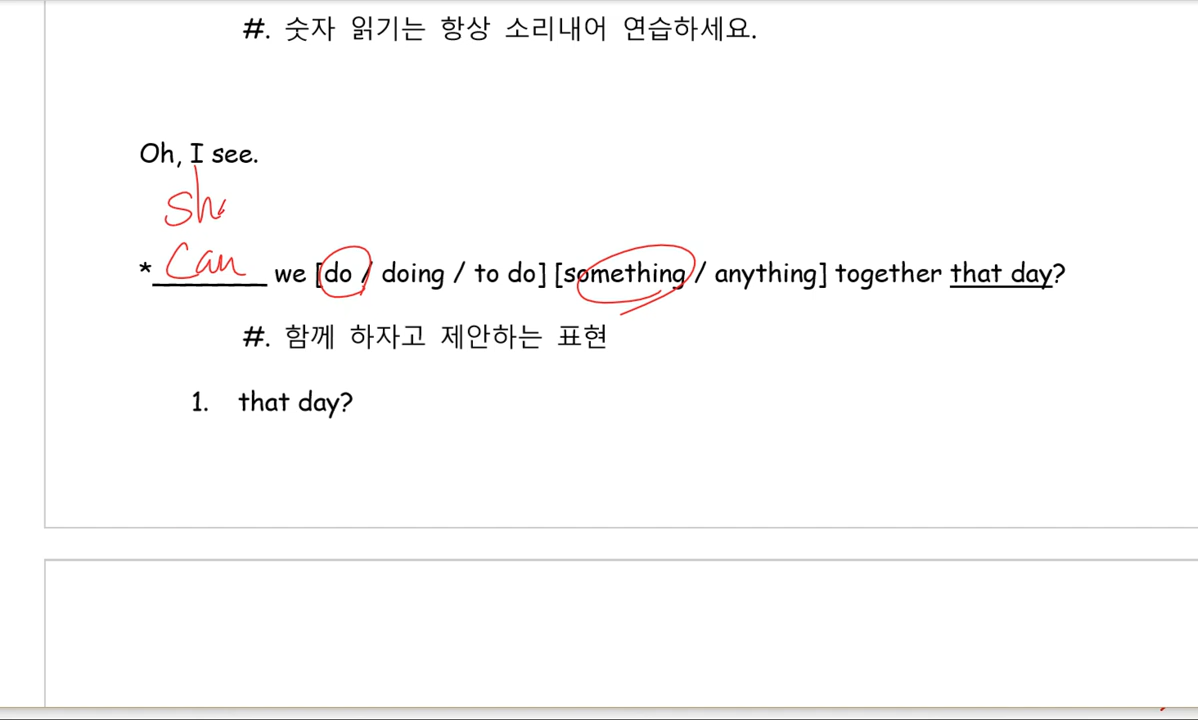 #. 숫자 읽기는 항상 소리내어 연습하세요.
Oh, I see.
* Can we [do / doing / to do] [something / anything] together that day?
#. 함께 하자고 제안하는 표현
1. that day?